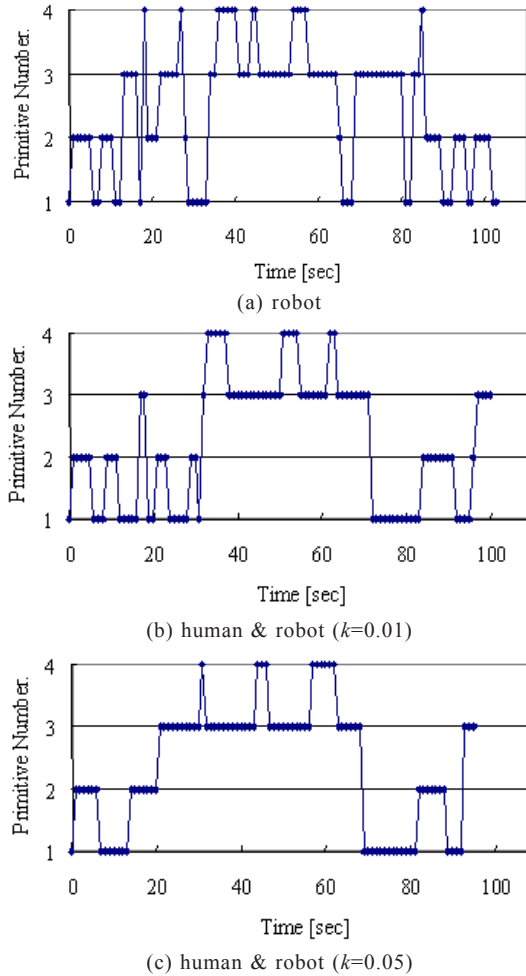 4
3
2
1
Primitive Number.
0 20 40 60 80 100
Time [sec]
(a) robot
4
3
2
1
Primitive Number.
0 20 40 60 80 100
Time [sec]
(b) human & robot (k=0.01)
4
3
2
1
Primitive Number.
0 20 40 60 80 100
Time [sec]
(c) human & robot (k=0.05)